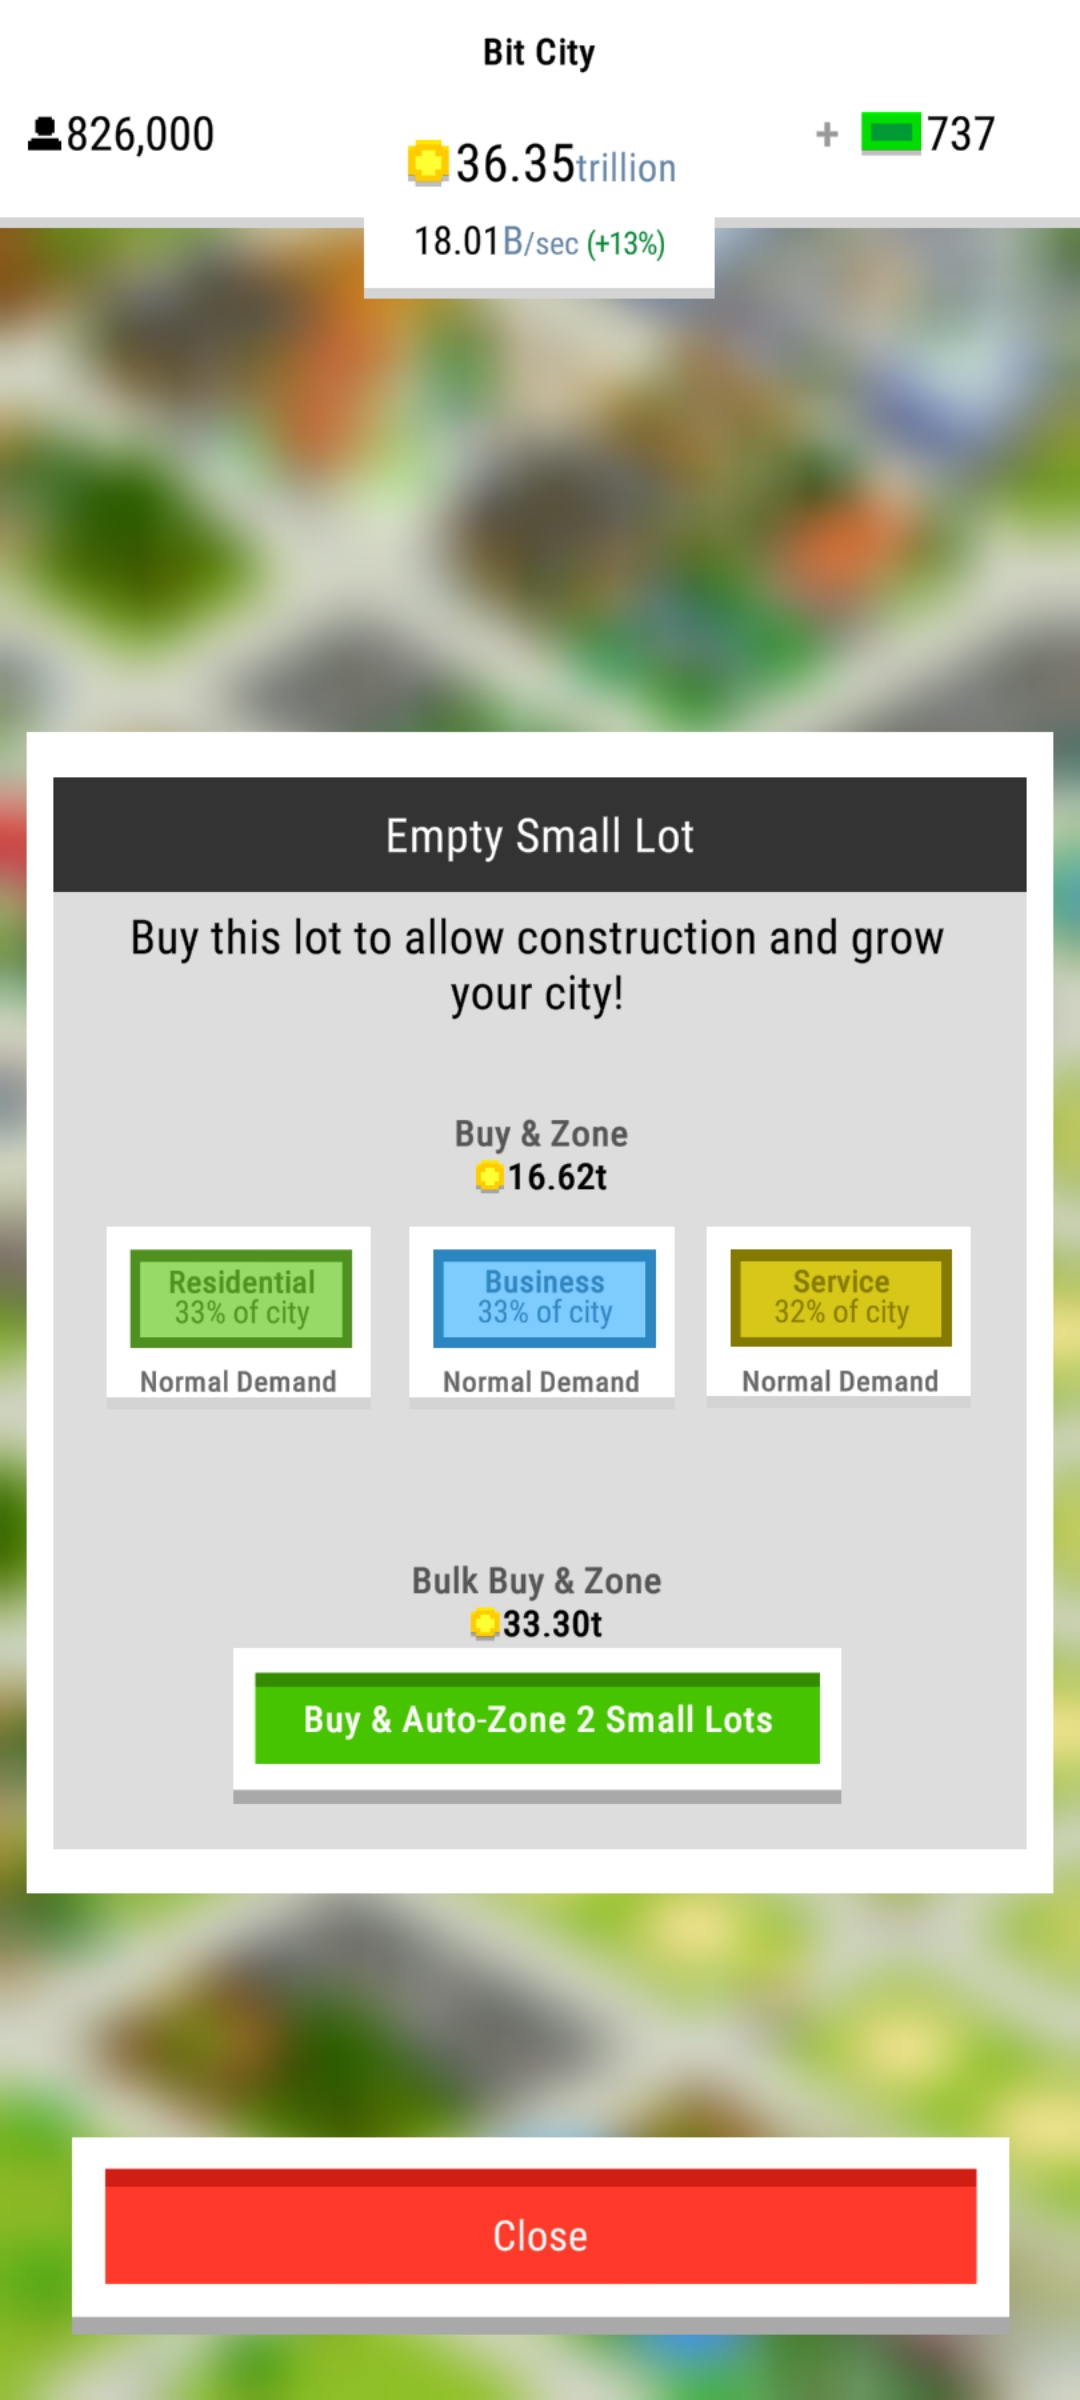 Bit City
826,000
36.35trillion
+ 737
18.01B/sec (+13%)
Empty Small Lot
Buy this lot to allow construction and grow
your city!
Buy & Zone
16.62t
Residential
33% of city
Normal Demand
Business
33% of city
Normal Demand
Service
32% of city
Normal Demand
Bulk Buy & Zone
33.30t
Buy & Auto-Zone 2 Small Lots
Close